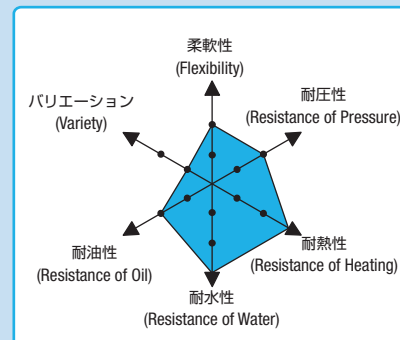 柔軟性
(Flexibility)
耐圧性
(Resistance of Pressure)
バリエーション
(Variety)
耐熱性
(Resistance of Heating)
耐油性
(Resistance of Oil)
耐水性
(Resistance of Water)